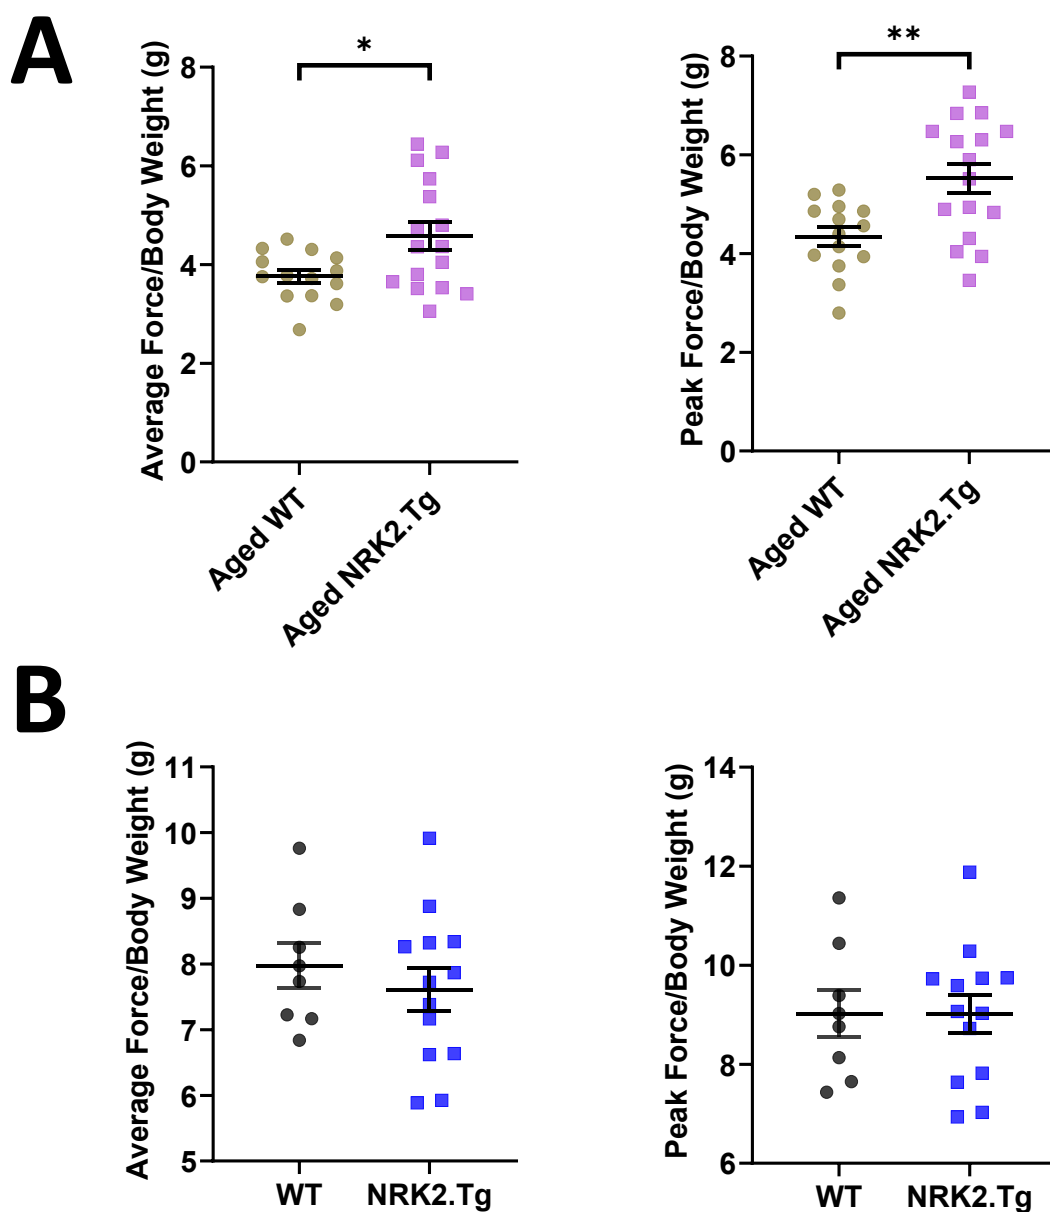 A
Average Force/Body Weight (g)
8
6
4
2
0
*
Aged WT
Aged NRK2.Tg
Peak Force/Body Weight (g)
8
6
4
2
0
**
Aged WT
Aged NRK2.Tg
B
Average Force/Body Weight (g)
11
10
9
8
7
6
5
WT
NRK2.Tg
Peak Force/Body Weight (g)
14
12
10
8
6
WT
NRK2.Tg